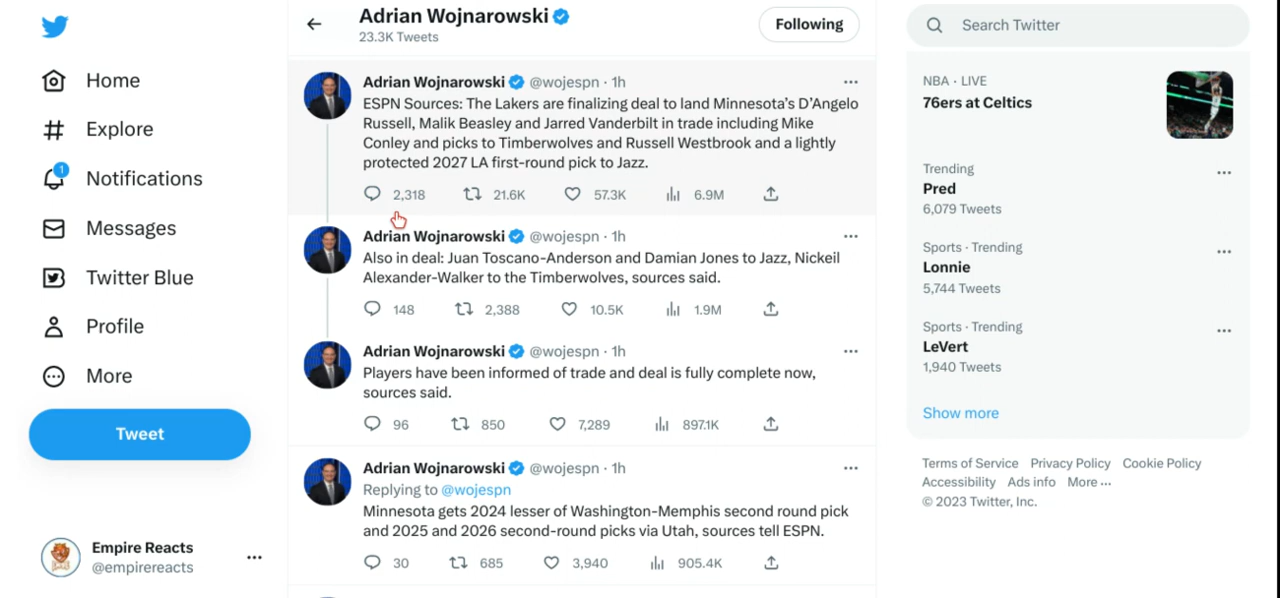 Home
Explore
1
Notifications
Messages
Twitter Blue
Profile
More
Tweet
Empire Reacts
@empirereacts
Adrian Wojnarowski
23.3K Tweets
Following
Adrian Wojnarowski @wojespn · 1h
ESPN Sources: The Lakers are finalizing deal to land Minnesota's D'Angelo
Russell, Malik Beasley and Jarred Vanderbilt in trade including Mike
Conley and picks to Timberwolves and Russell Westbrook and a lightly
protected 2027 LA first-round pick to Jazz.
2,318 21.6K 57.3K 6.9M
Adrian Wojnarowski @wojespn · 1h
Also in deal: Juan Toscano-Anderson and Damian Jones to Jazz, Nickeil
Alexander-Walker to the Timberwolves, sources said.
148 2,388 10.5K 1.9M
Adrian Wojnarowski @wojespn · 1h
Players have been informed of trade and deal is fully complete now,
sources said.
96 850 7,289 897.1K
Adrian Wojnarowski @wojespn · 1h
Replying to @wojespn
Minnesota gets 2024 lesser of Washington-Memphis second round pick
and 2025 and 2026 second-round picks via Utah, sources tell ESPN.
30 685 3,940 905.4K
Search Twitter
NBA · LIVE
76ers at Celtics
Trending
Pred
6,079 Tweets
Sports · Trending
Lonnie
5,744 Tweets
Sports · Trending
LeVert
1,940 Tweets
Show more
Terms of Service Privacy Policy Cookie Policy
Accessibility Ads info More ···
© 2023 Twitter, Inc.